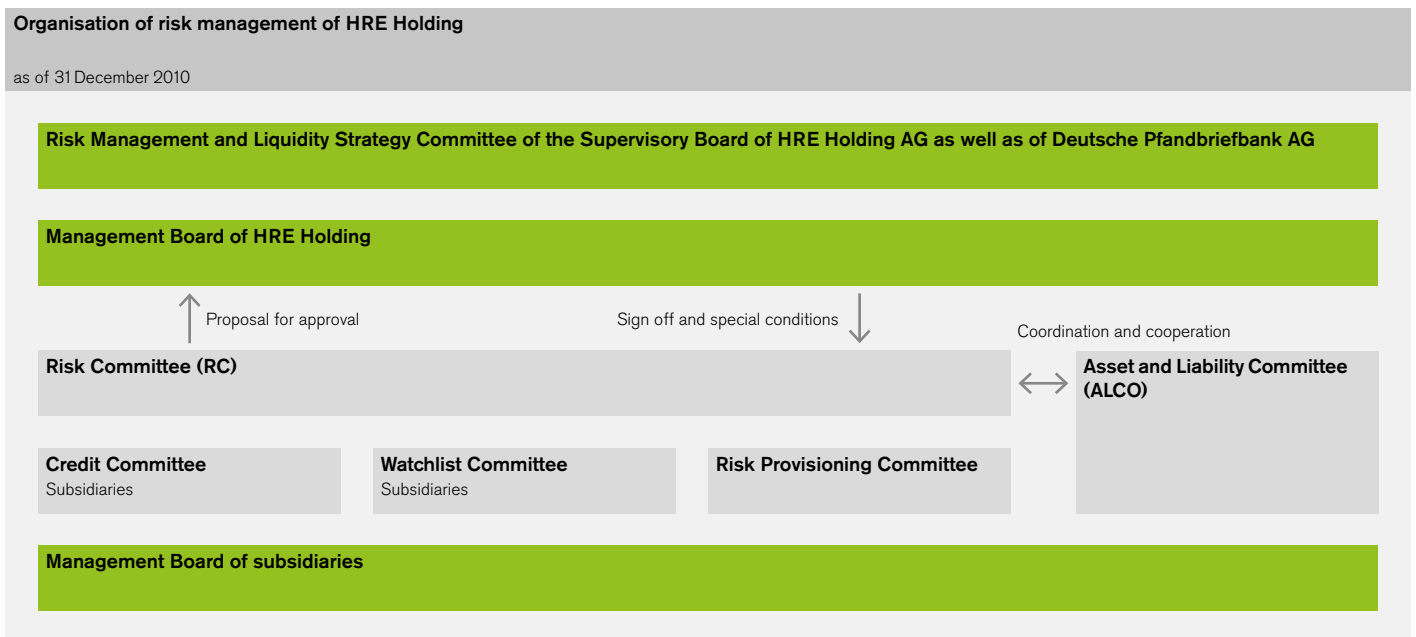 Organisation of risk management of HRE Holding
as of 31 December 2010
Risk Management and Liquidity Strategy Committee of the Supervisory Board of HRE Holding AG as well as of Deutsche Pfandbriefbank AG
Management Board of HRE Holding
Proposal for approval
Sign off and special conditions
Coordination and cooperation
Risk Committee (RC)
Asset and Liability Committee
(ALCO)
Credit Committee
Subsidiaries
Watchlist Committee
Subsidiaries
Risk Provisioning Committee
Management Board of subsidiaries